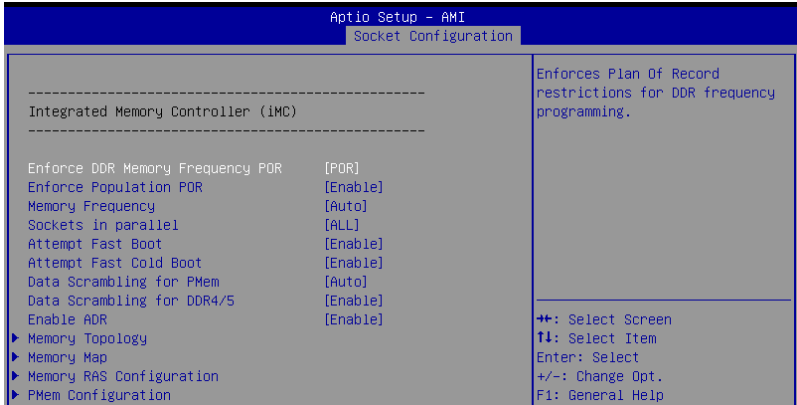 Aptio Setup – AMI
Socket Configuration
--------------------------------------------------
Integrated Memory Controller (iMC)
--------------------------------------------------
Enforce DDR Memory Frequency POR [POR]
Enforce Population POR [Enable]
Memory Frequency [Auto]
Sockets in parallel [ALL]
Attempt Fast Boot [Enable]
Attempt Fast Cold Boot [Enable]
Data Scrambling for PMem [Auto]
Data Scrambling for DDR4/5 [Enable]
Enable ADR [Enable]
Memory Topology
Memory Map
Memory RAS Configuration
PMem Configuration
Enforces Plan Of Record
restrictions for DDR frequency
programming.
→←: Select Screen
↑↓: Select Item
Enter: Select
+/-: Change Opt.
F1: General Help